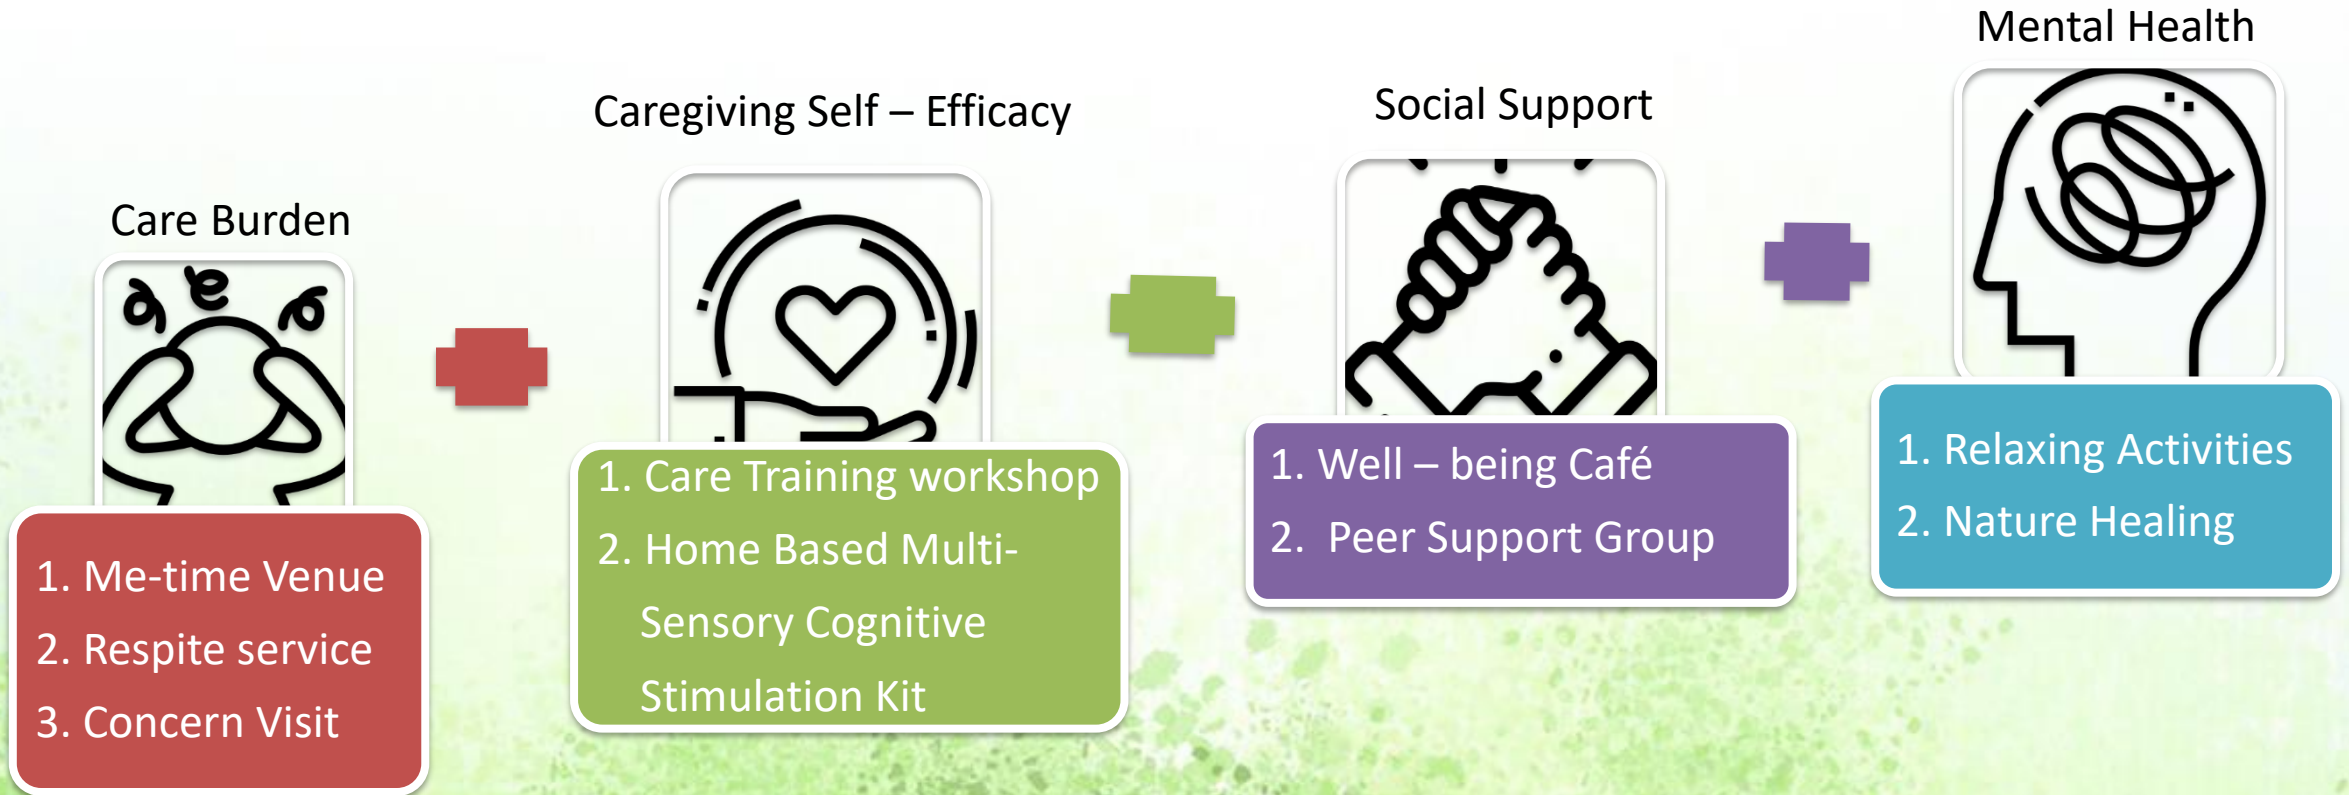 Care Burden
1. Me-time Venue
2. Respite service
3. Concern Visit
Caregiving Self – Efficacy
1. Care Training workshop
2. Home Based Multi-
Sensory Cognitive
Stimulation Kit
Social Support
1. Well – being Café
2. Peer Support Group
Mental Health
1. Relaxing Activities
2. Nature Healing